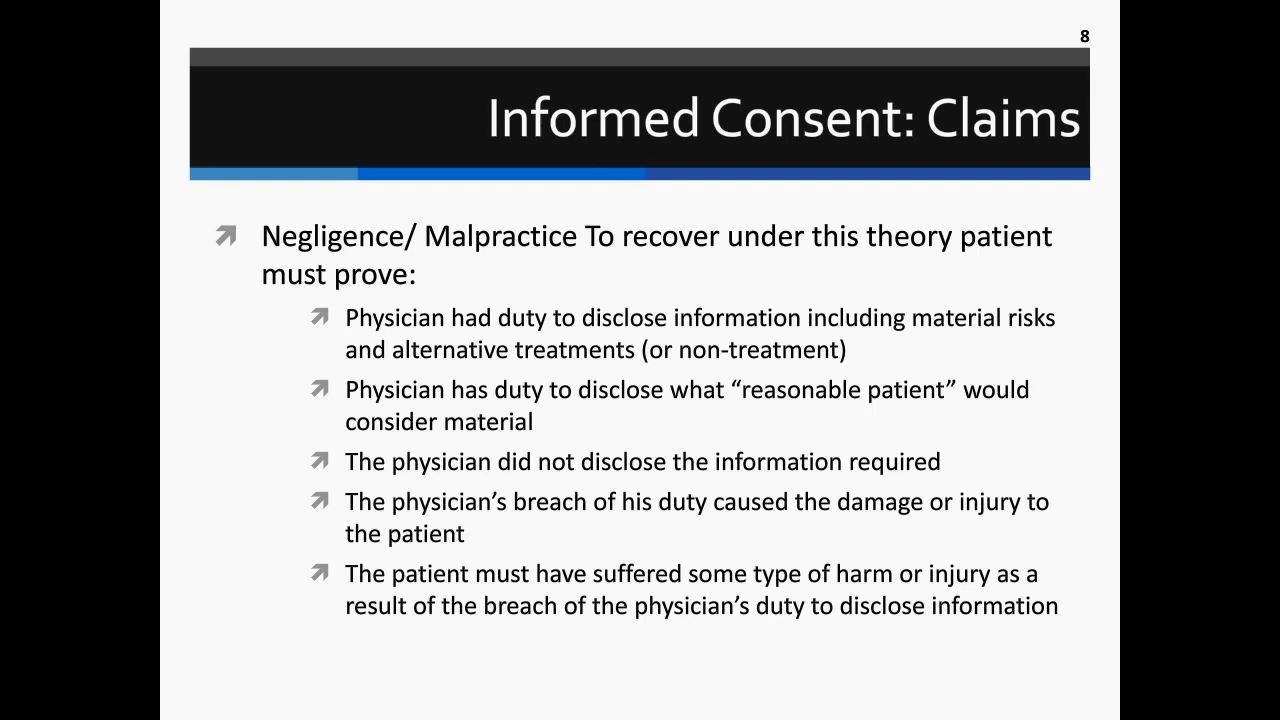 8
Informed Consent: Claims
Negligence/ Malpractice To recover under this theory patient
must prove:
Physician had duty to disclose information including material risks
and alternative treatments (or non-treatment)
Physician has duty to disclose what “reasonable patient” would
consider material
The physician did not disclose the information required
The physician’s breach of his duty caused the damage or injury to
the patient
The patient must have suffered some type of harm or injury as a
result of the breach of the physician’s duty to disclose information